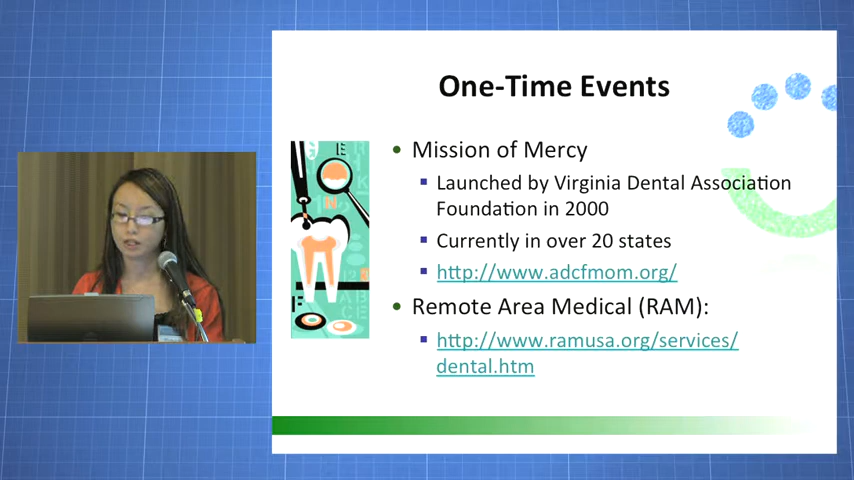 One-Time Events
• Mission of Mercy
▪ Launched by Virginia Dental Association
Foundation in 2000
▪ Currently in over 20 states
▪ http://www.adcfmom.org/
• Remote Area Medical (RAM):
▪ http://www.ramusa.org/services/
dental.htm